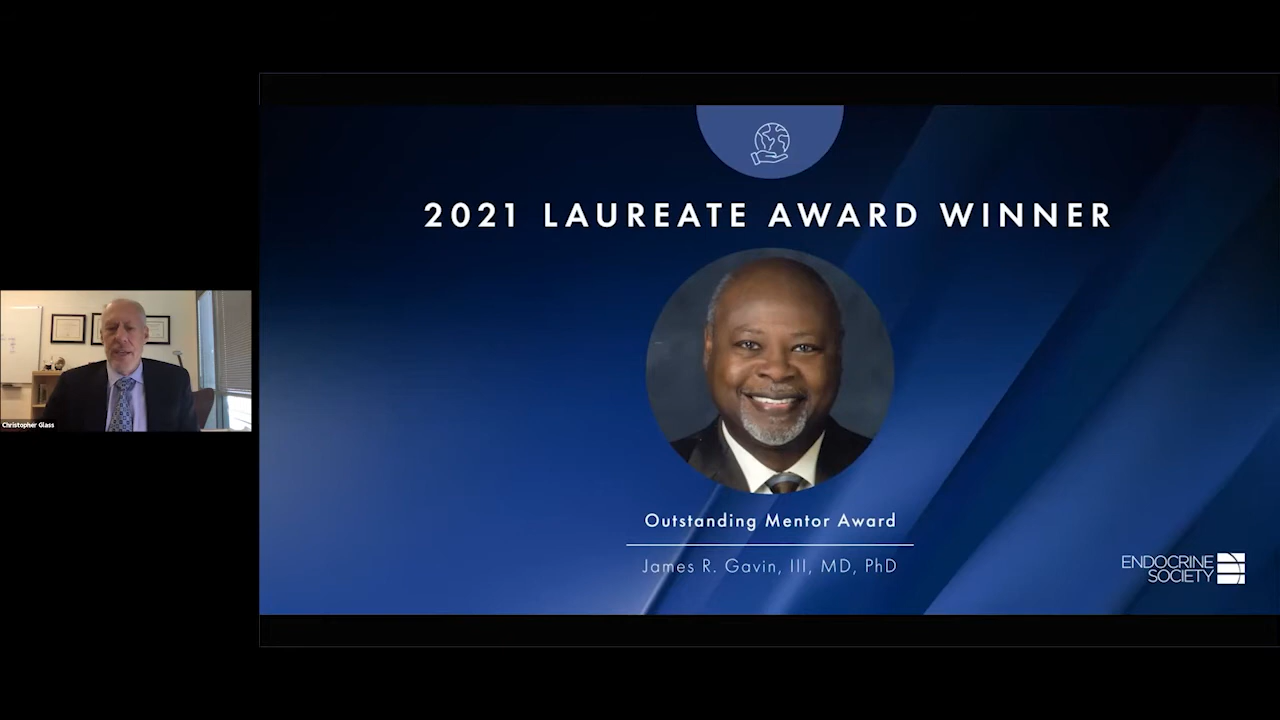 2021 LAUREATE AWARD WINNER
Outstanding Mentor Award
James R. Gavin, III, MD, PhD
ENDOCRINE
SOCIETY
Christopher Glass